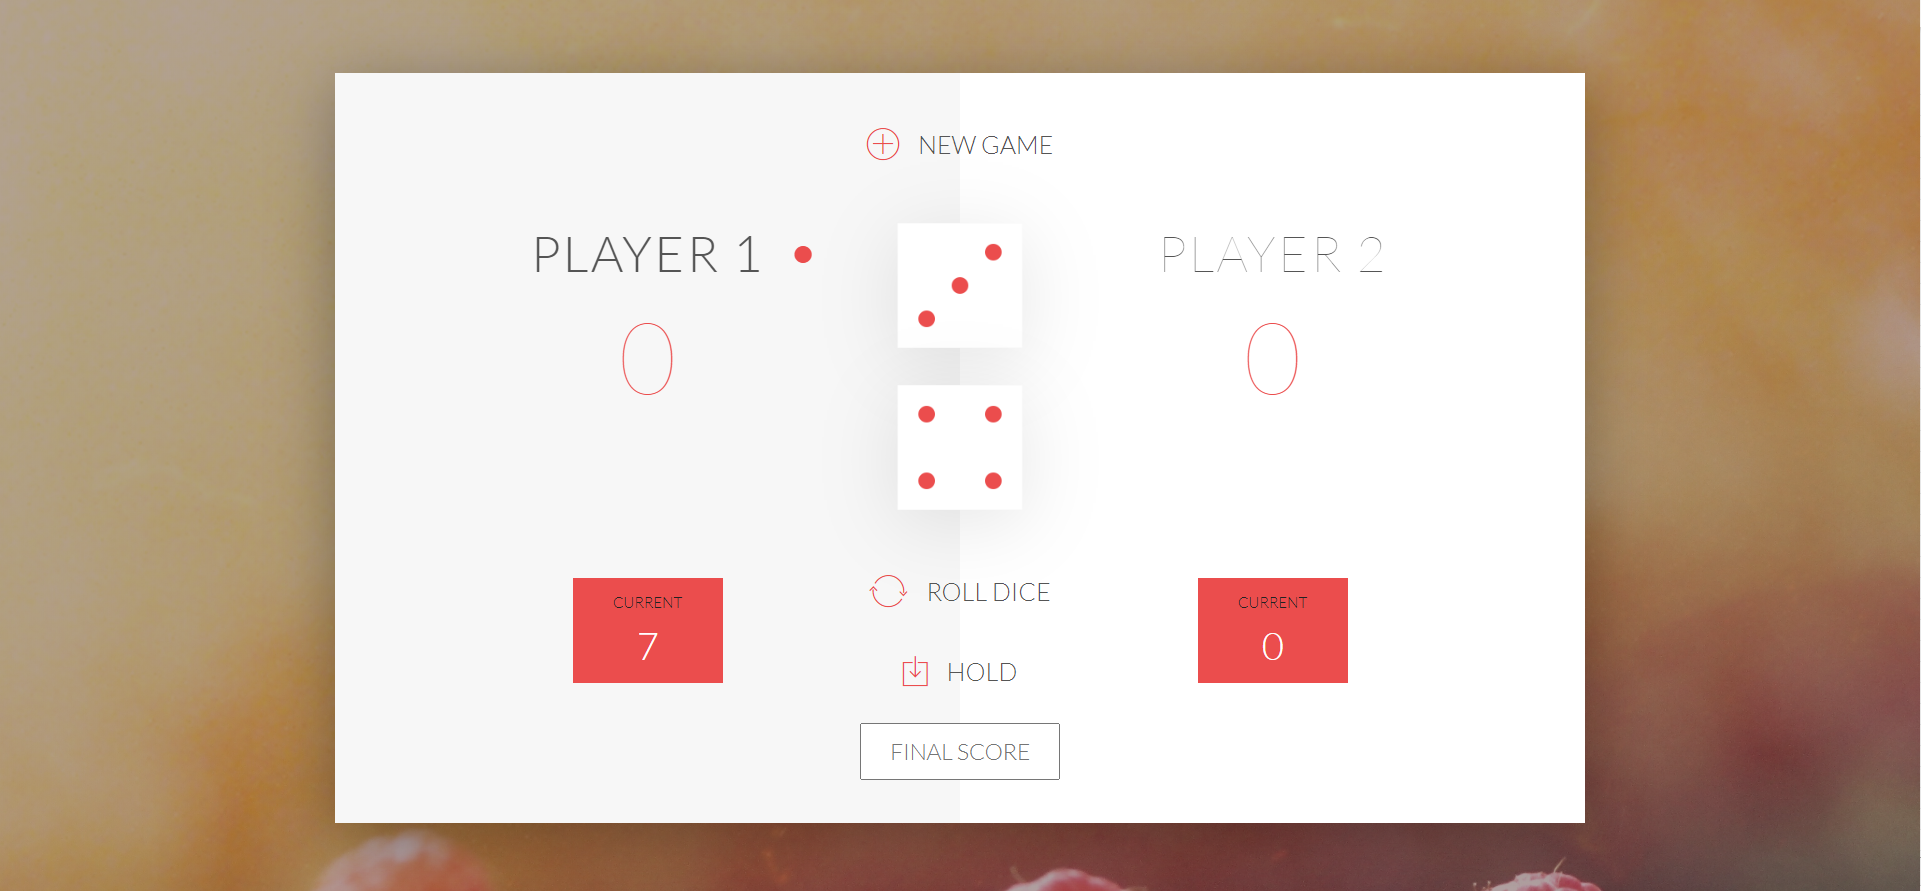 NEW GAME
PLAYER 1
0
PLAYER 2
0
CURRENT
7
ROLL DICE
HOLD
FINAL SCORE
CURRENT
0